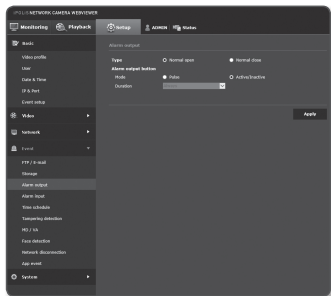 iPOLiS NETWORK CAMERA WEBVIEWER
Monitoring Playback Setup ADMIN Status
Basic
Video profile
User
Date & Time
IP & Port
Event setup
Video
Network
Event
FTP / E-mail
Storage
Alarm output
Alarm input
Time schedule
Tampering detection
MD / VA
Face detection
Network disconnection
App event
System
Alarm output
Type Normal open Normal close
Alarm output button
Mode Pulse Active/Inactive
Duration
Apply